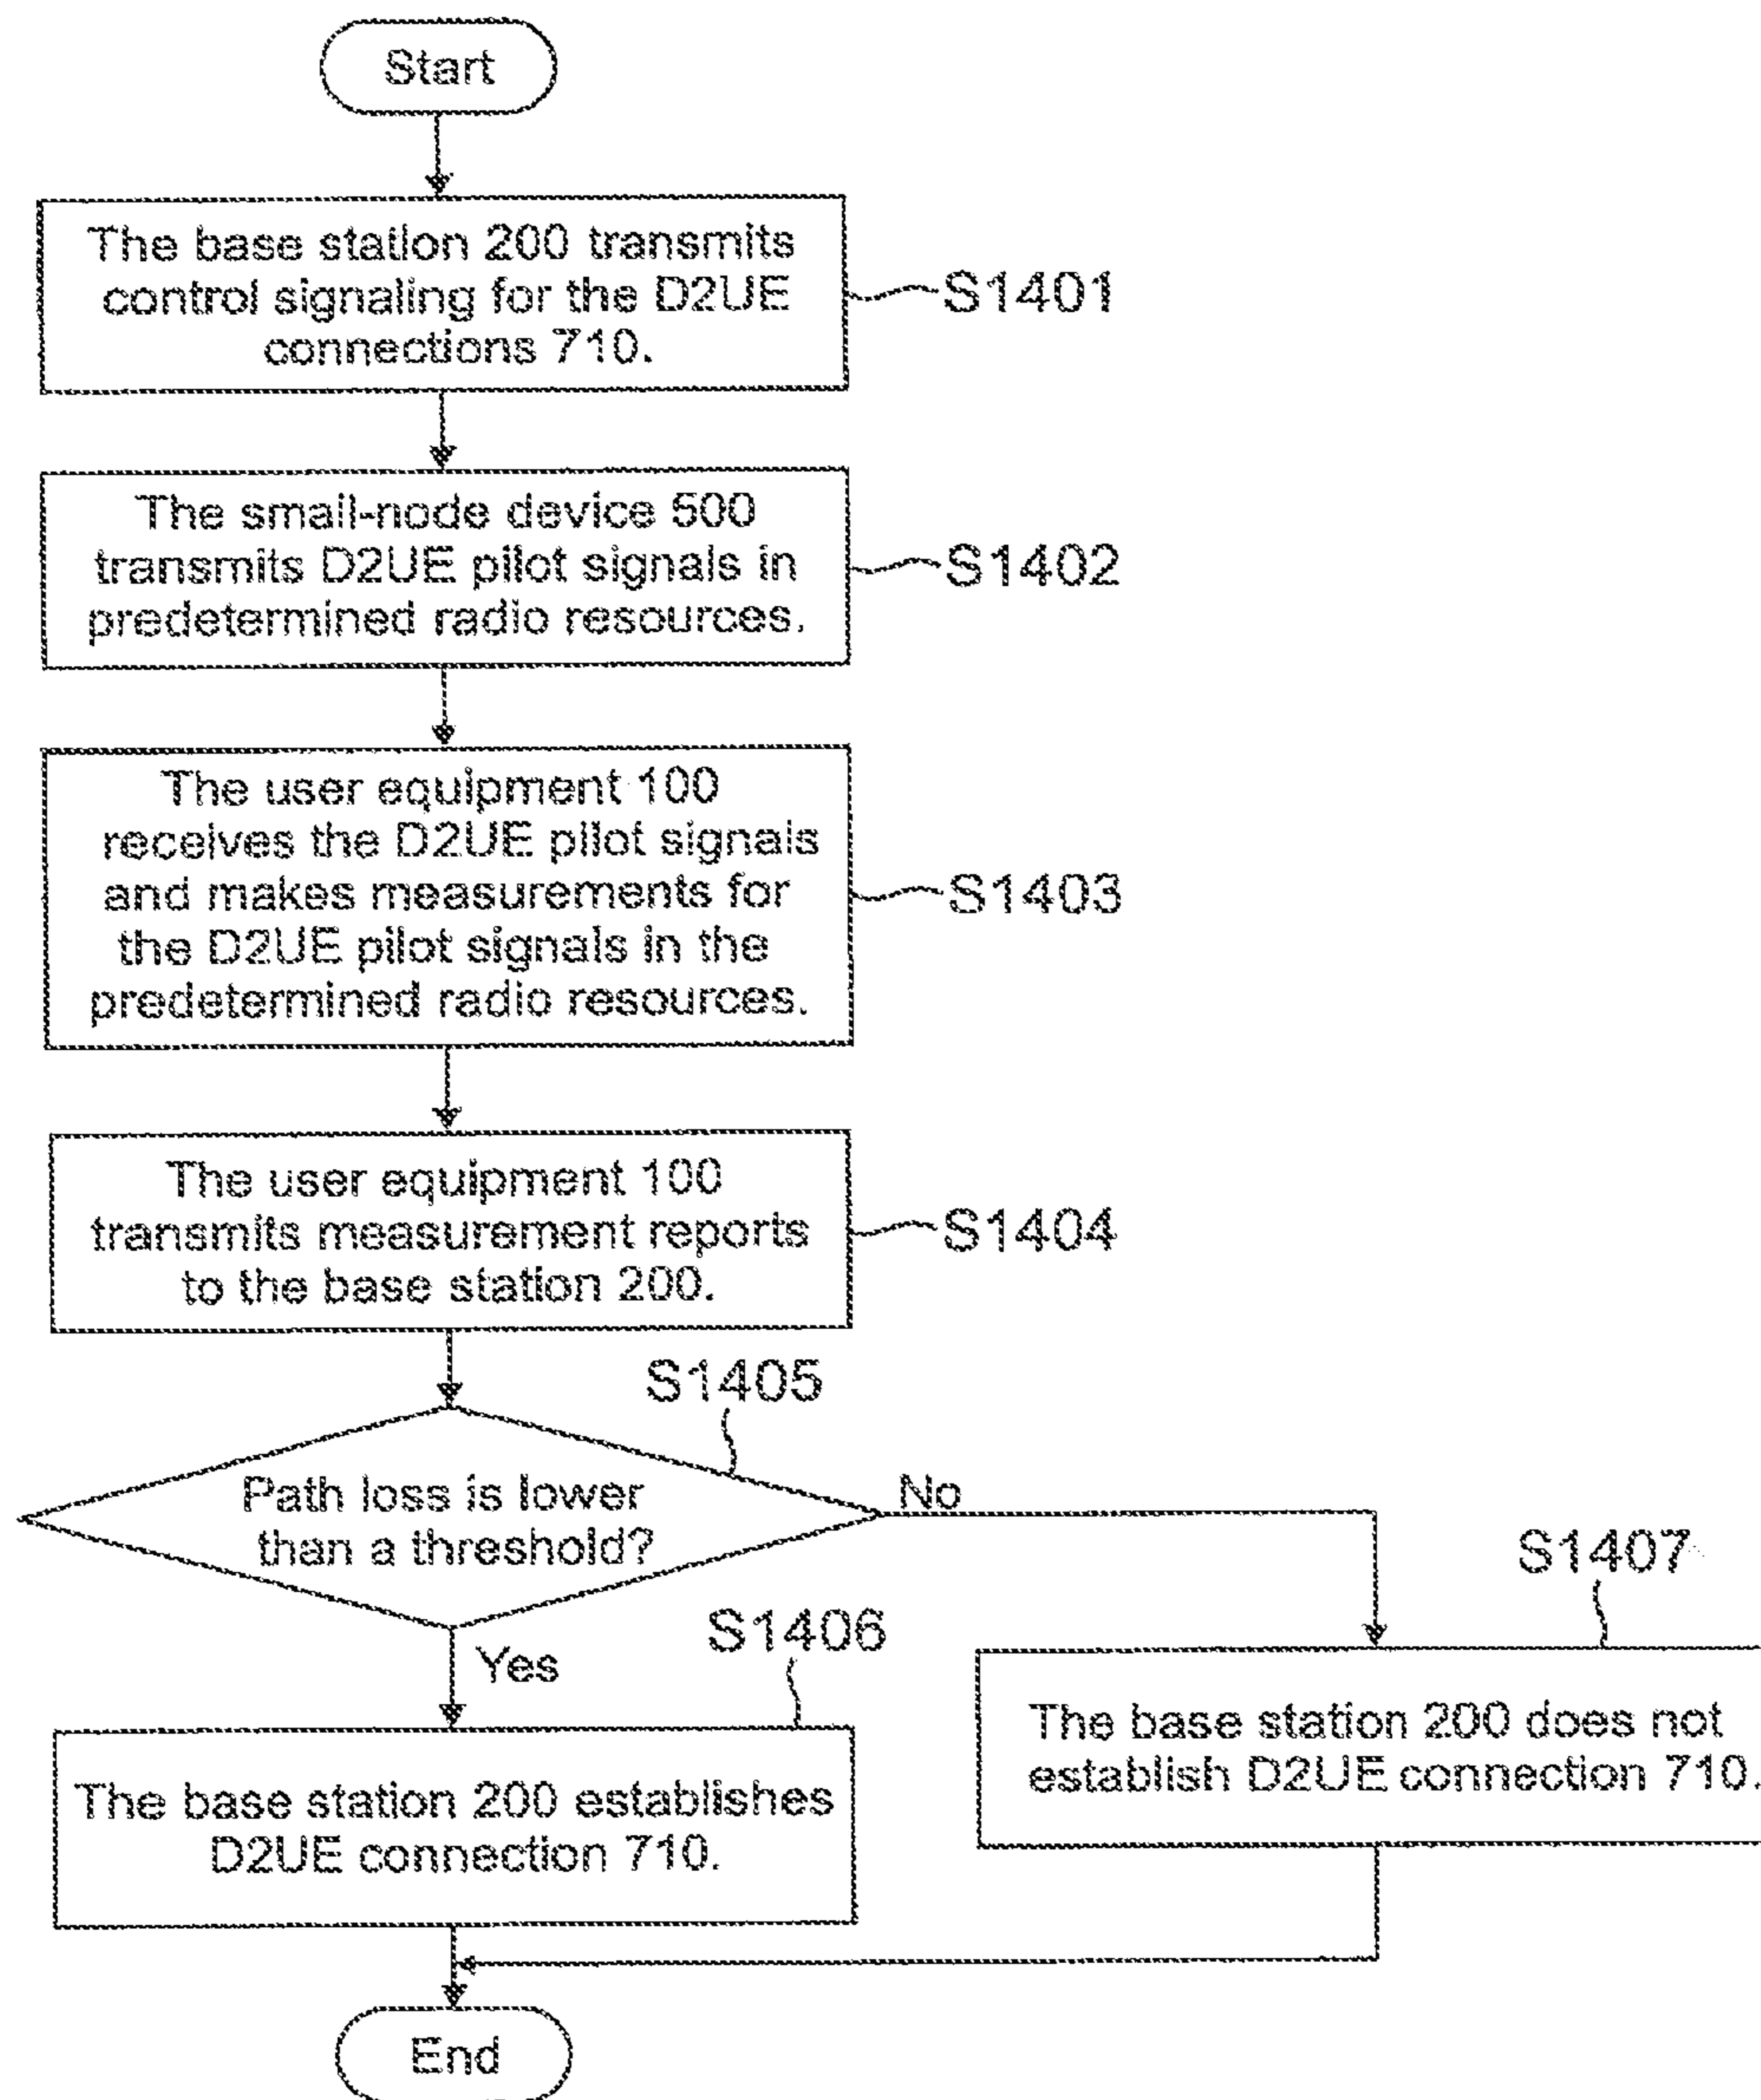 Start
The base station 200 transmits
control signaling for the D2UE
connections 710.
S1401
The small-node device 500
transmits D2UE pilot signals in
predetermined radio resources.
S1402
The user equipment 100
receives the D2UE pilot signals
and makes measurements for
the D2UE pilot signals in the
predetermined radio resources.
S1403
The user equipment 100
transmits measurement reports
to the base station 200.
S1404
S1405
Path loss is lower
than a threshold?
No
Yes
S1406
The base station 200 establishes
D2UE connection 710.
S1407
The base station 200 does not
establish D2UE connection 710.
End